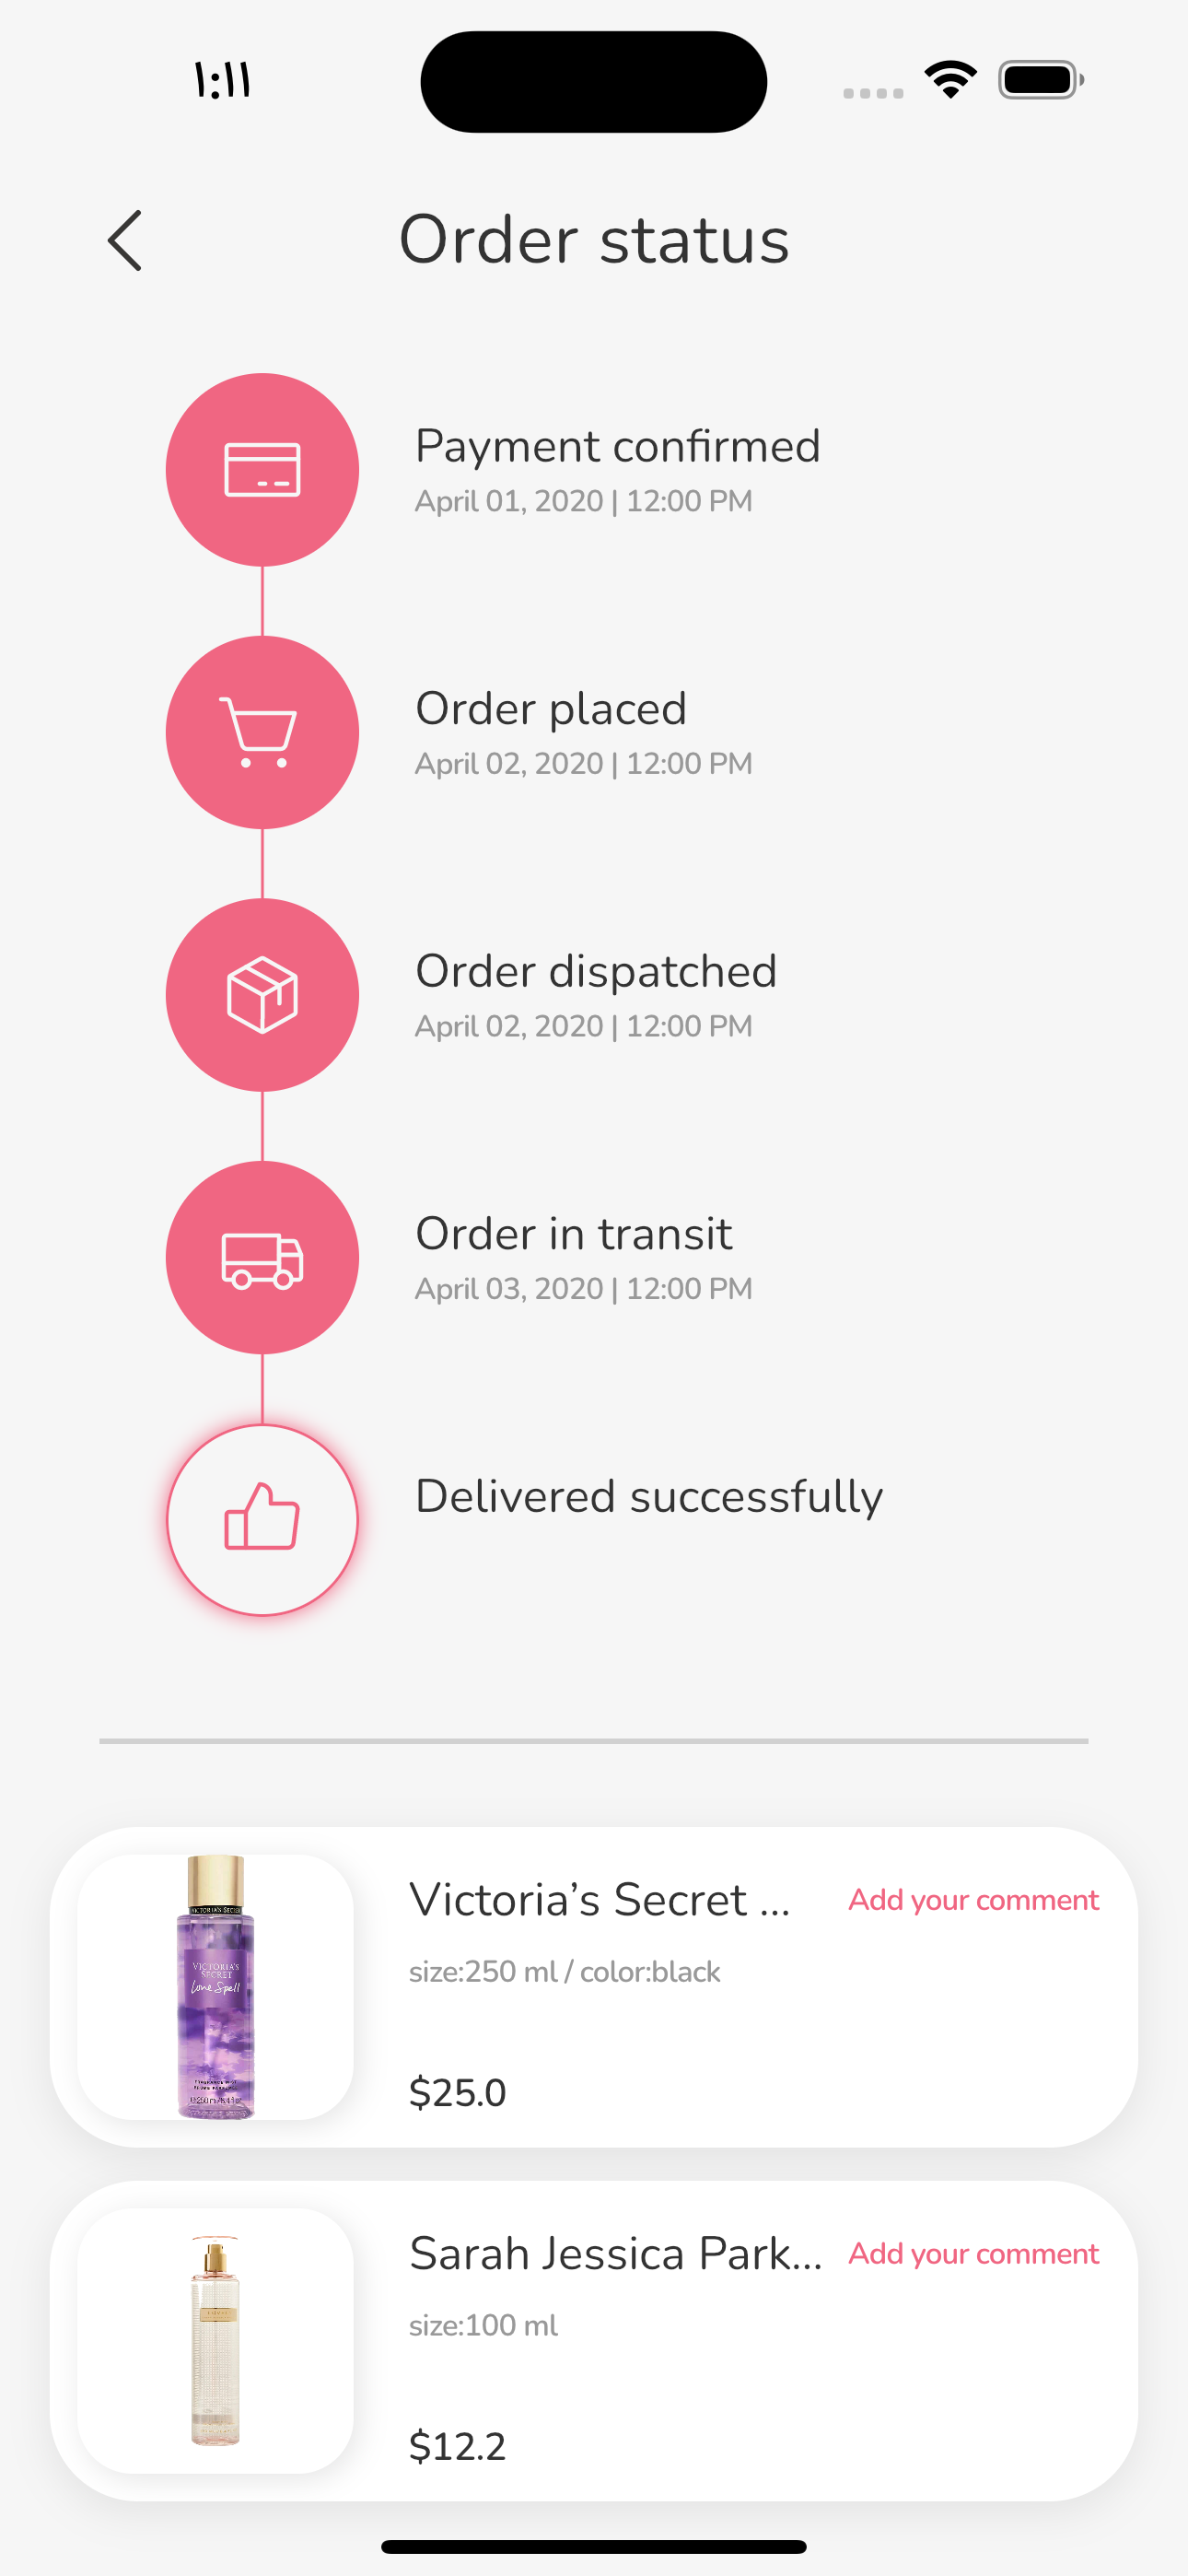 ١:١١
Order status
Payment confirmed
April 01, 2020 | 12:00 PM
Order placed
April 02, 2020 | 12:00 PM
Order dispatched
April 02, 2020 | 12:00 PM
Order in transit
April 03, 2020 | 12:00 PM
Delivered successfully
Victoria’s Secret ...
Add your comment
size:250 ml / color:black
$25.0
VICTORIA'S SECRET
VICTORIA'S
SECRET
Love Spell
Sarah Jessica Park...
Add your comment
size:100 ml
$12.2